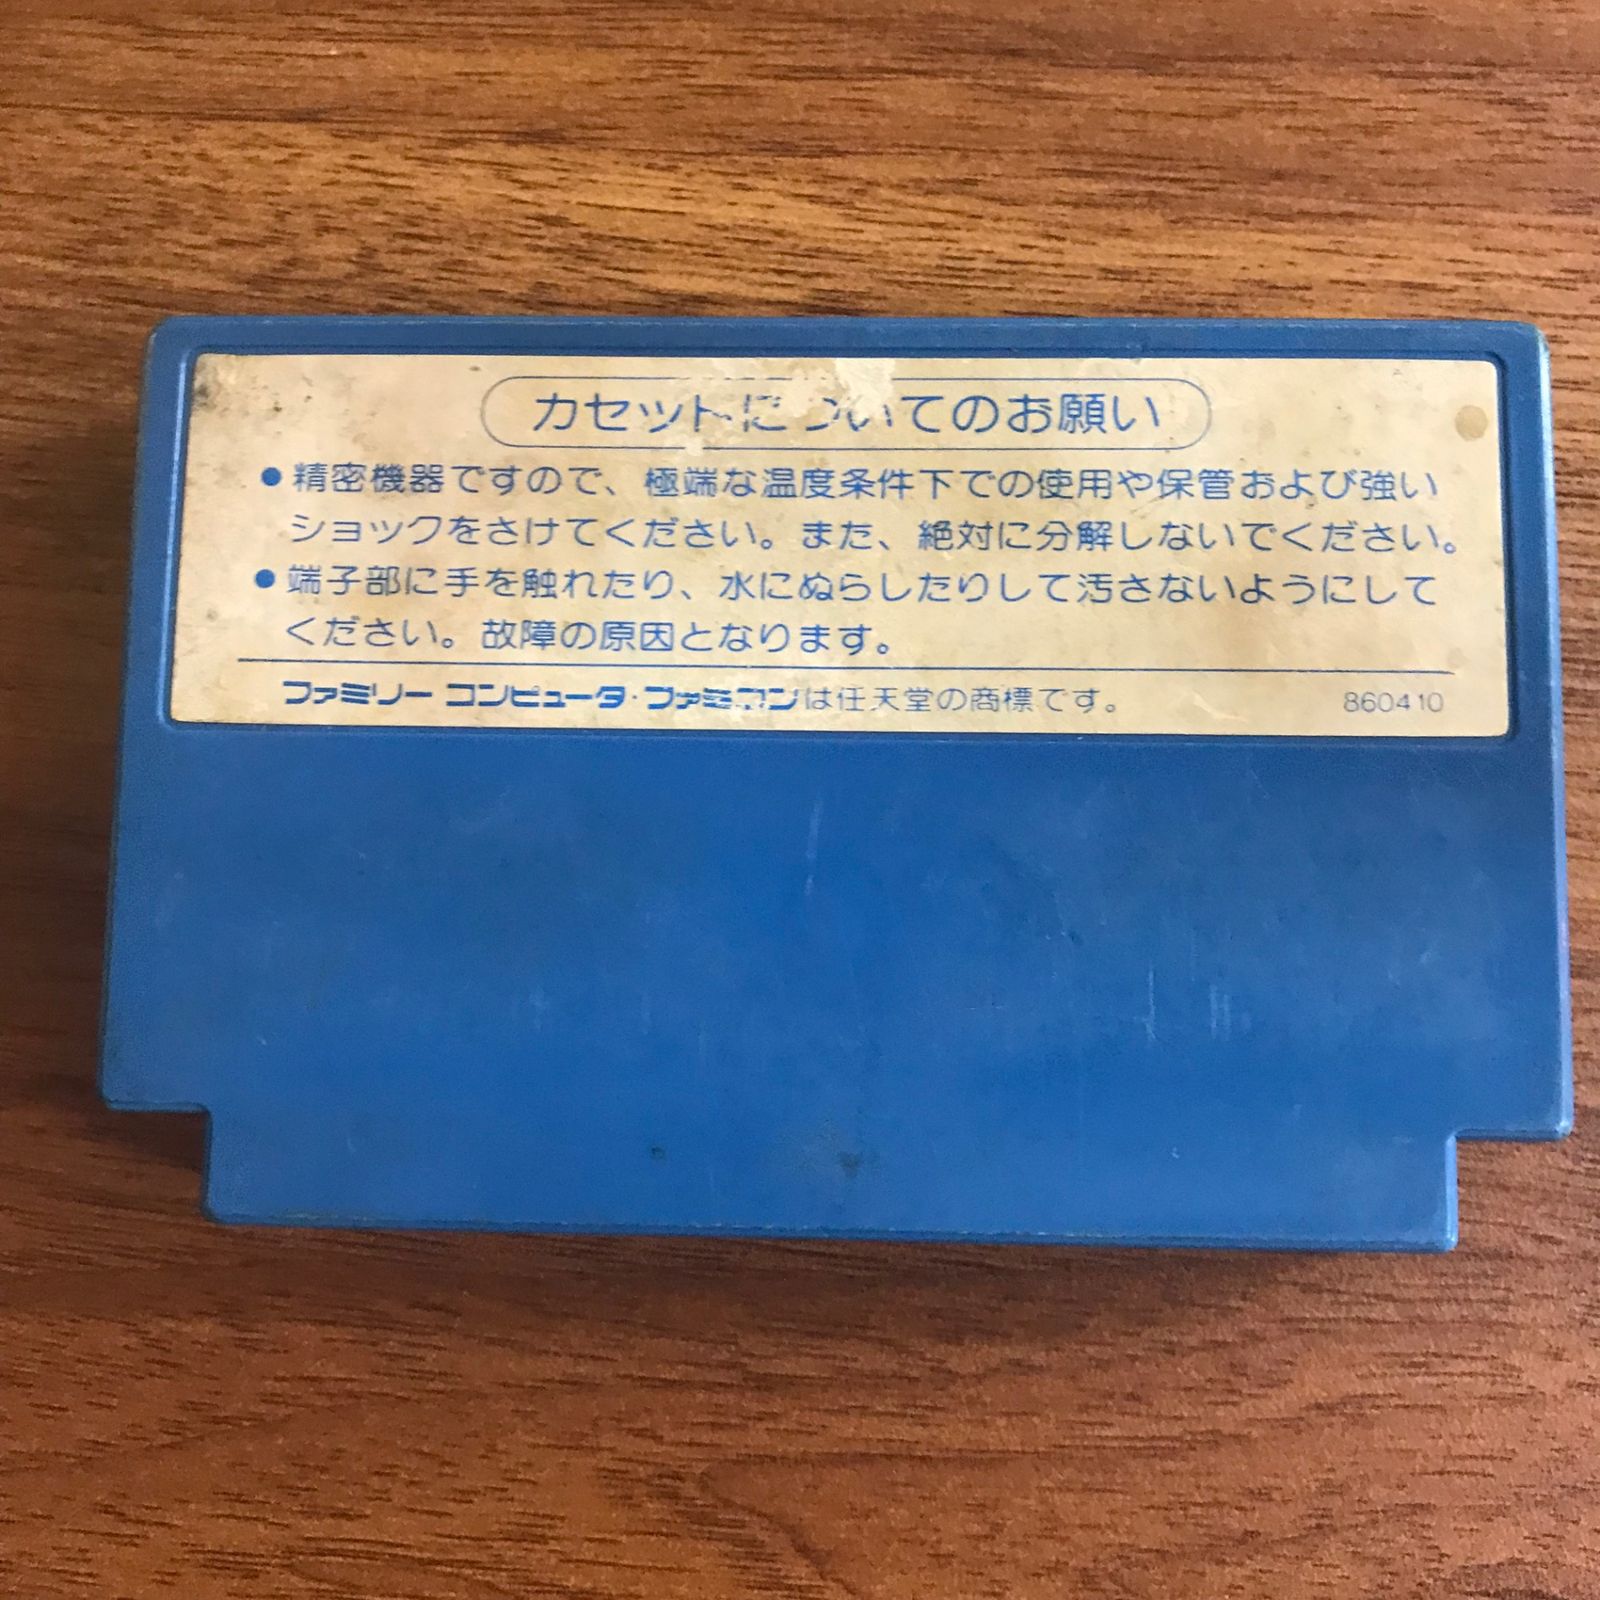 カセットについてのお願い
●精密機器ですので、極端な温度条件下での使用や保管および強い
ショックをさけてください。また、絶対に分解しないでください。
●端子部に手を触れたり、水にぬらしたりして汚さないようにして
ください。故障の原因となります。
ファミリー コンピュータ・ファミコンは任天堂の商標です。 860410